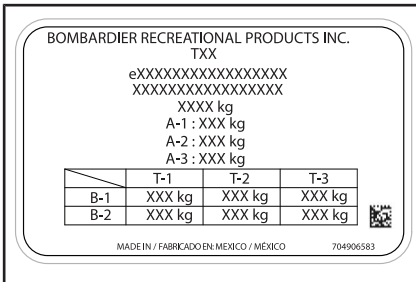 BOMBARDIER RECREATIONAL PRODUCTS INC.
TXX
eXXXXXXXXXXXXXXXXX
XXXXXXXXXXXXXXXXX
XXXX kg
A-1 : XXX kg
A-2 : XXX kg
A-3 : XXX kg
T-1 T-2 T-3
B-1 XXX kg XXX kg XXX kg
B-2 XXX kg XXX kg XXX kg
MADE IN / FABRICADO EN: MEXICO / MÉXICO 704906583